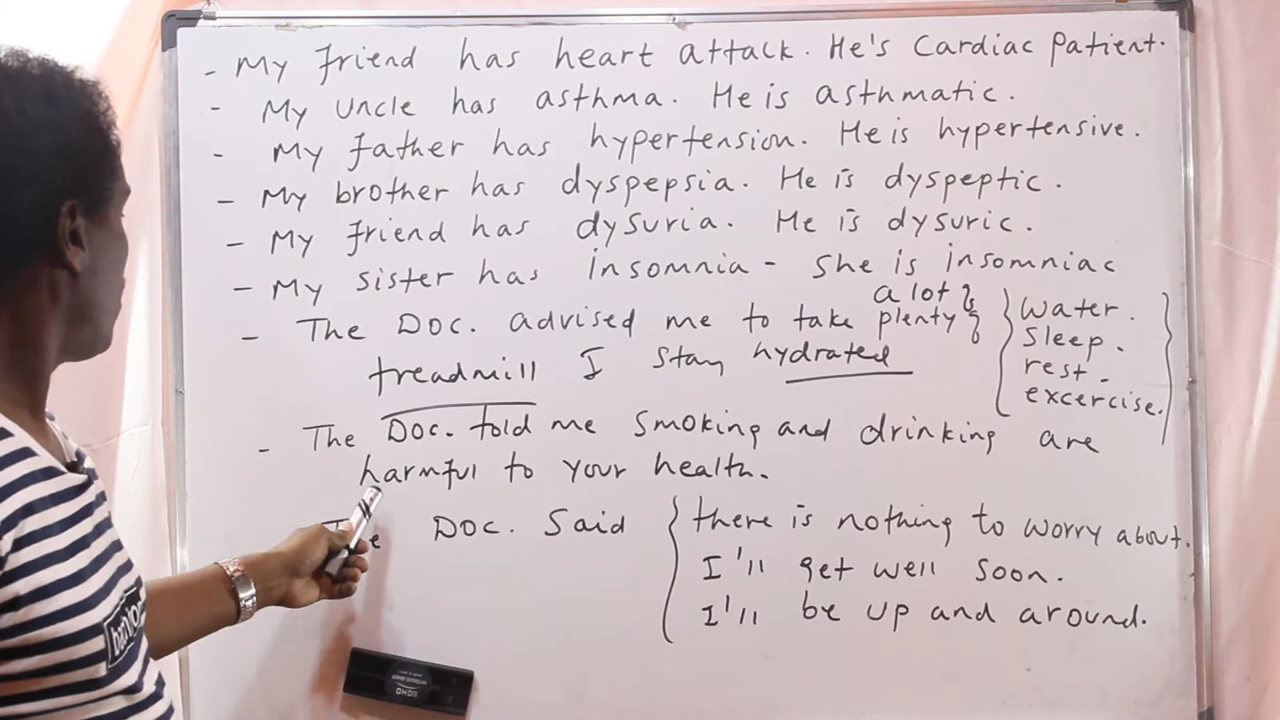 - My friend has heart attack. He's Cardiac Patient.
- My uncle has asthma. He is asthmatic.
- My father has hypertension. He is hypertensive.
- My brother has dyspepsia. He is dyspeptic.
- My friend has dysuria. He is dysuric.
- My sister has insomnia - She is insomniac
a lot
- The Doc. advised me to take plenty
treadmill I stay hydrated
water.
sleep.
rest.
excercise.
- The Doc. told me smoking and drinking are
harmful to your health.
Doc. Said
there is nothing to worry about.
I'll get well soon.
I'll be up and around.
SOHO